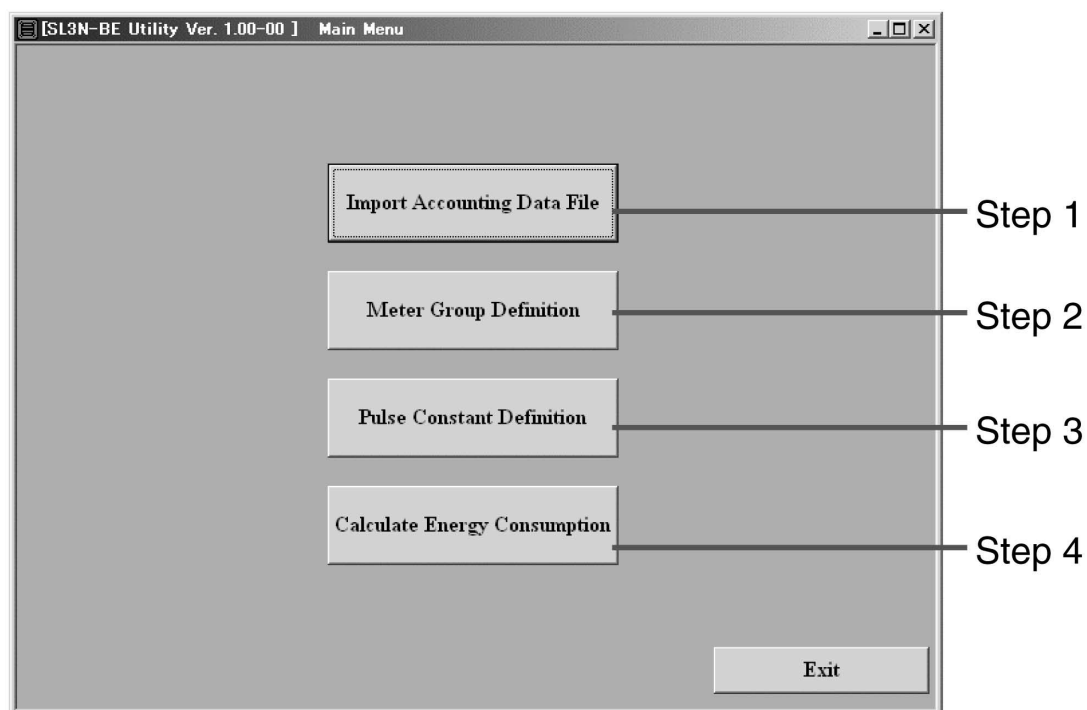 [SL3N-BE Utility Ver. 1.00-00 ] Main Menu
Import Accounting Data File
Step 1
Meter Group Definition
Step 2
Pulse Constant Definition
Step 3
Calculate Energy Consumption
Step 4
Exit